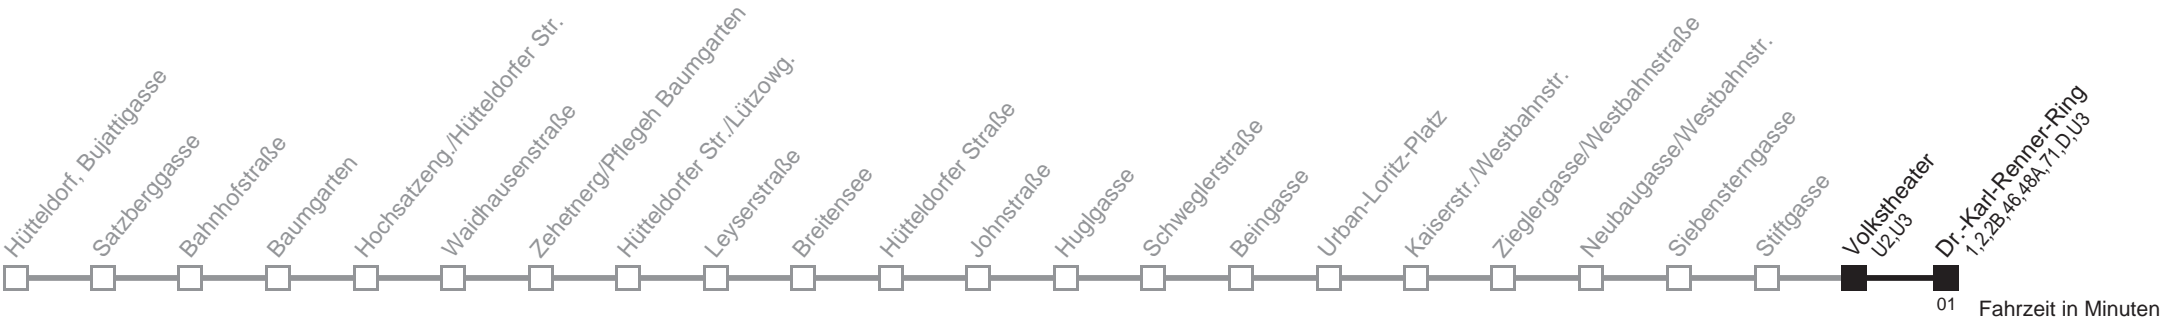 Hütteldorf, Bujattigasse
Satzberggasse
Bahnhofstraße
Baumgarten
Hochsatzeng./Hütteldorfer Str.
Waidhausenstraße
Zehetnerg/Pflegeh Baumgarten
Hütteldorfer Str./Lützowg.
Leyserstraße
Breitensee
Hütteldorfer Straße
Johnstraße
Huglgasse
Schweglerstraße
Beingasse
Urban-Loritz-Platz
Kaiserstr./Westbahnstr.
Zieglergasse/Westbahnstraße
Neubaugasse/Westbahnstr.
Siebensterngasse
Stiftgasse
Volkstheater
U2,U3
Dr.-Karl-Renner-Ring
1,2,2B,46,48A,71,D,U3
01
Fahrzeit in Minuten